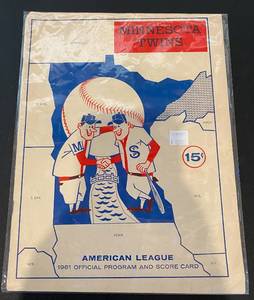 MINNESOTA
TWINS
M
S
15¢
AMERICAN LEAGUE
1961 OFFICIAL PROGRAM AND SCORE CARD